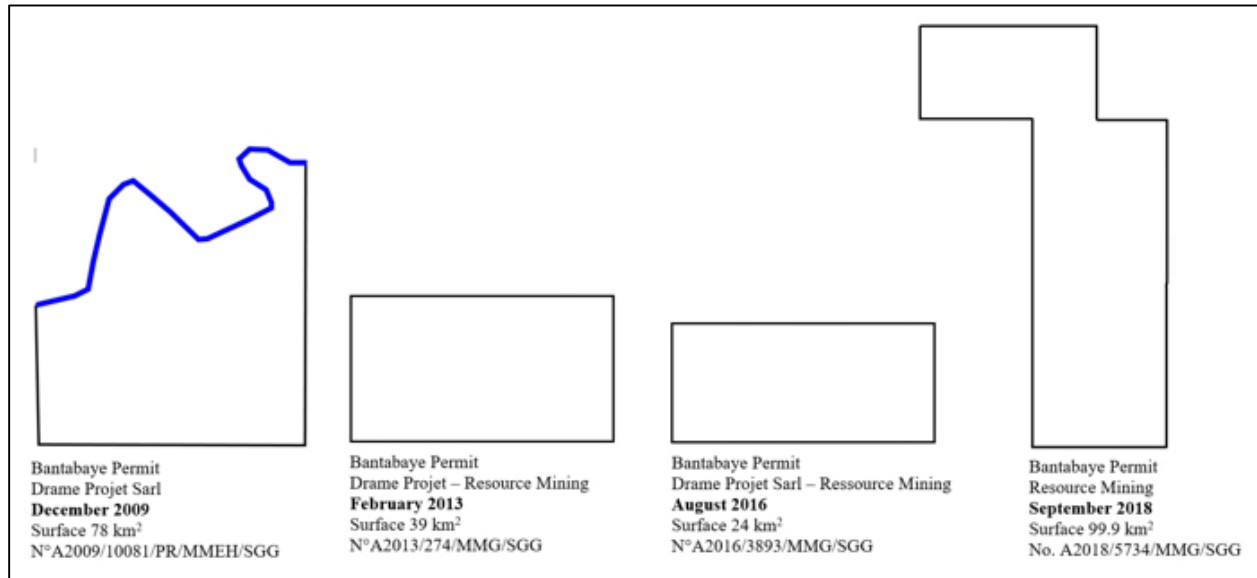 Bantabaye Permit
Drame Projet Sarl
December 2009
Surface 78 km²
N°A2009/10081/PR/MMEH/SGG
Bantabaye Permit
Drame Projet – Resource Mining
February 2013
Surface 39 km²
N°A2013/274/MMG/SGG
Bantabaye Permit
Drame Projet Sarl – Ressource Mining
August 2016
Surface 24 km²
N°A2016/3893/MMG/SGG
Bantabaye Permit
Resource Mining
September 2018
Surface 99.9 km²
No. A2018/5734/MMG/SGG